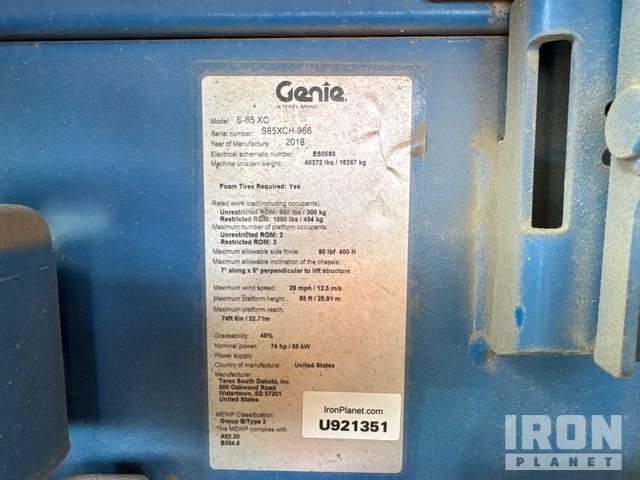 Genie
A TEREX BRAND
Model: S-85 XC
Serial number: S85XCH-966
Year of Manufacture: 2018
Electrical schematic number: ES0580
Machine unladen weight: 40272 lbs / 18267 kg
Foam Tires Required: Yes
Rated work load(including occupants):
Unrestricted ROM: 660 lbs / 300 kg
Restricted ROM: 1000 lbs / 454 kg
Maximum number of platform occupants:
Unrestricted ROM: 2
Restricted ROM: 3
Maximum allowable side force: 90 lbf 400 N
Maximum allowable inclination of the chassis:
7° along x 5° perpendicular to lift structure
Maximum wind speed: 28 mph / 12.5 m/s
Maximum platform height: 85 ft / 25.91 m
Maximum platform reach:
74ft 6in / 22.71m
Gradeability: 45%
Nominal power: 74 hp / 55 kW
Power supply:
Country of manufacture: United States
Manufacturer:
Terex South Dakota, Inc
500 Oakwood Road
Watertown, SD 57201
United States
MEWP Classification:
Group B/Type 3
This MEWP complies with:
A92.20
B354.6
IronPlanet.com
U921351
IRON
PLANET